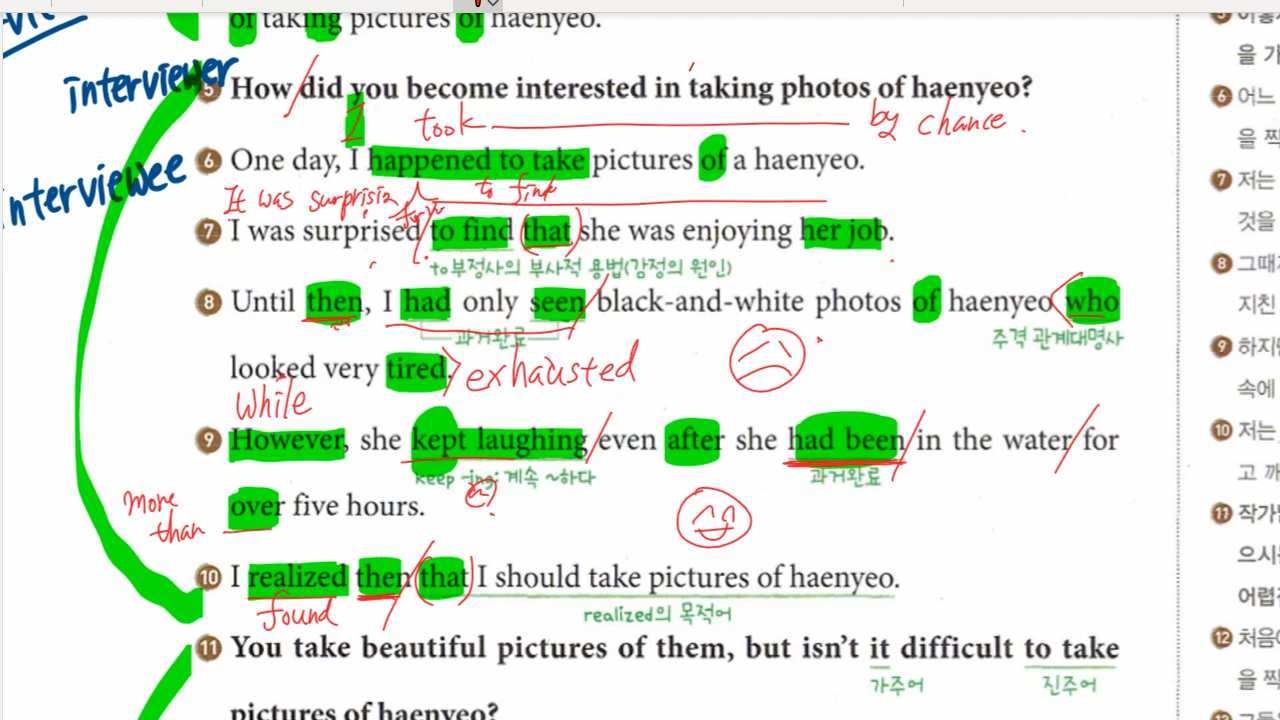 of taking pictures of haenyeo.
interviewer
5 How did you become interested in taking photos of haenyeo?
took by chance.
interviewee
6 One day, I happened to take pictures of a haenyeo.
It was surprising to find
7 I was surprised to find that she was enjoying her job.
to부정사의 부사적 용법(감정의 원인)
8 Until then, I had only seen black-and-white photos of haenyeo who
과거완료 주격 관계대명사
looked very tired. exhausted
While
9 However, she kept laughing even after she had been in the water for
keep -ing: 계속 ~하다 과거완료
more than
over five hours.
10 I realized then that I should take pictures of haenyeo.
found realized의 목적어
11 You take beautiful pictures of them, but isn't it difficult to take
가주어 진주어
pictures of haenyeo?
을 가
6 어느
을 찍
7 저는
것을
8 그때
지친
9 하지만
속에
10 저는
고 깨
11 작가
으시
어렵
12 처음
을 찍